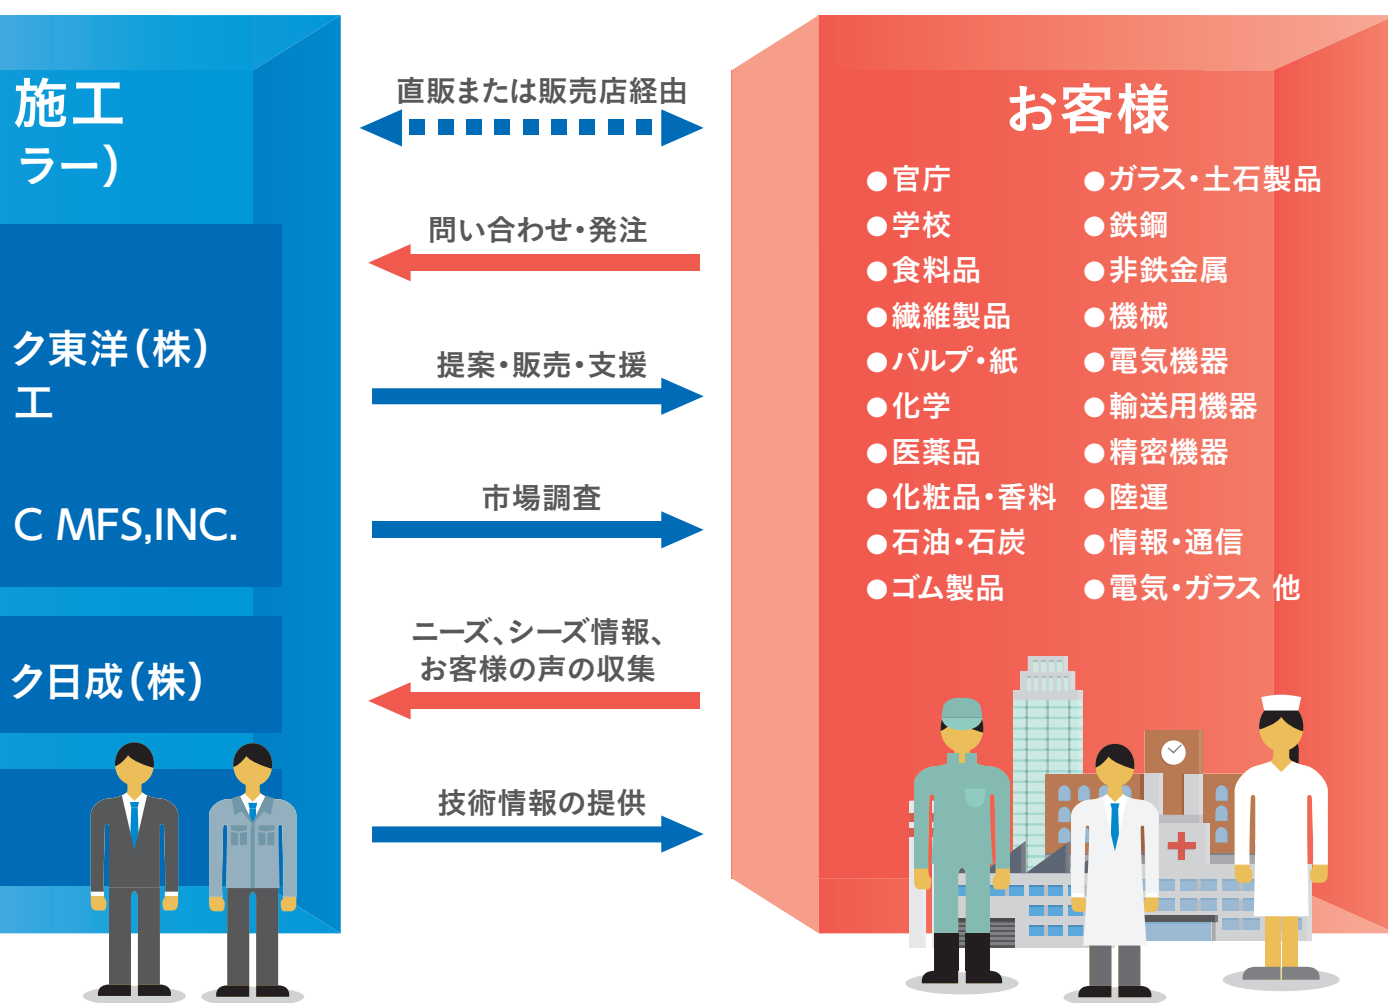 施工
ラー)
ク東洋(株)
工
C MFS,INC.
ク日成(株)
直販または販売店経由
問い合わせ・発注
提案・販売・支援
市場調査
ニーズ、シーズ情報、
お客様の声の収集
技術情報の提供
お客様
●官庁
●学校
●食料品
●繊維製品
●パルプ・紙
●化学
●医薬品
●化粧品・香料
●石油・石炭
●ゴム製品
●ガラス・土石製品
●鉄鋼
●非鉄金属
●機械
●電気機器
●輸送用機器
●精密機器
●陸運
●情報・通信
●電気・ガラス 他